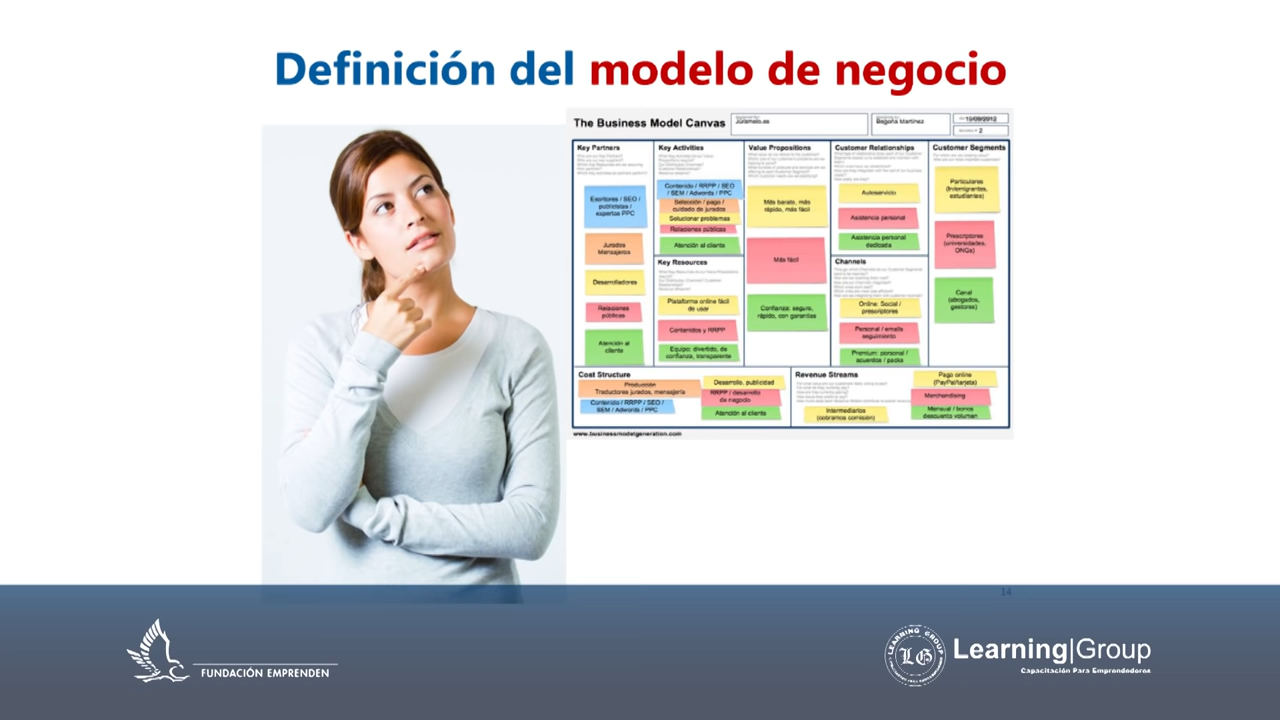 Definición del modelo de negocio
The Business Model Canvas
Juramelo.es
Begoña Martínez
19/09/2012
2
Key Partners
Escritores / SEO /
publicistas /
expertos PPC
Jurados
Mensajeros
Desarrolladores
Relaciones
públicas
Atención al
cliente
Key Activities
Contenido / RRPP / SEO
/ SEM / Adwords / PPC
Selección / pago /
cuidado de jurados
Solucionar problemas
Relaciones públicas
Atención al cliente
Key Resources
Plataforma online fácil
de usar
Contenidos y RRPP
Equipo: divertido, de
confianza, transparente
Value Propositions
Más barato, más
rápido, más fácil
Más fácil
Confianza: seguro,
rápido, con garantías
Customer Relationships
Autoservicio
Asistencia personal
Asistencia personal
dedicada
Channels
Online: Social /
prescriptores
Personal / emails
seguimiento
Premium: personal /
acuerdos / packs
Customer Segments
Particulares
(Inmigrantes,
estudiantes)
Prescriptores
(universidades,
ONGs)
Canal
(abogados,
gestores)
Cost Structure
Producción
Traductores jurados, mensajería
Contenido / RRPP / SEO /
SEM / Adwords / PPC
Desarrollo, publicidad
RRPP / desarrollo
de negocio
Atención al cliente
Revenue Streams
Intermediarios
(cobramos comisión)
Pago online
(PayPal/tarjeta)
Merchandising
Mensual / bonos
descuento volumen
www.businessmodelgeneration.com
14
FUNDACIÓN EMPRENDEN
LEARNING GROUP
LG
Learning|Group
Capacitación Para Emprendedores